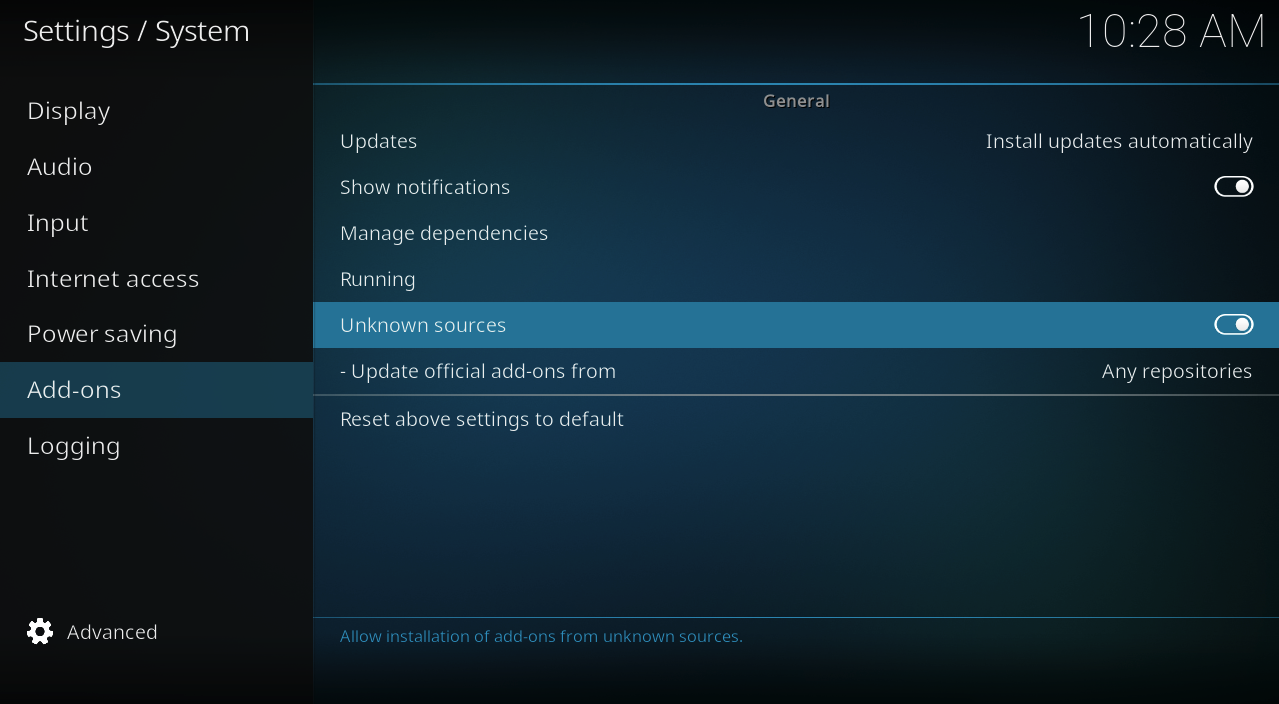 Settings / System
10:28 AM
Display
Audio
Input
Internet access
Power saving
Add-ons
Logging
Advanced
General
Updates Install updates automatically
Show notifications
Manage dependencies
Running
Unknown sources
- Update official add-ons from Any repositories
Reset above settings to default
Allow installation of add-ons from unknown sources.